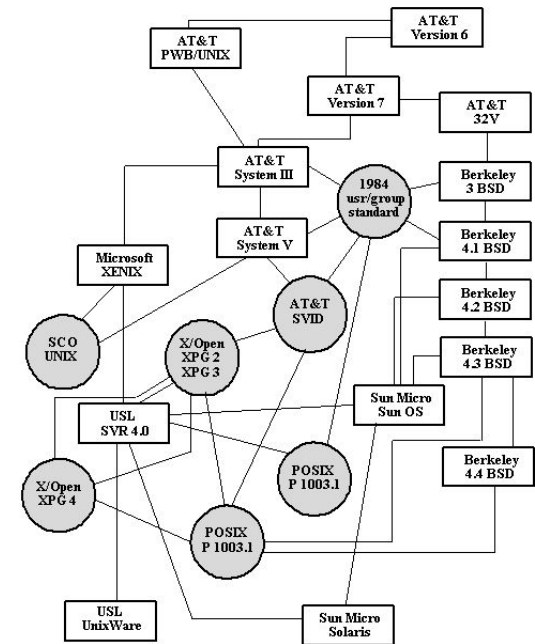 AT&T
Version 6
AT&T
PWB/UNIX
AT&T
Version 7
AT&T
32V
AT&T
System III
1984
usr/group
standard
Berkeley
3 BSD
AT&T
System V
Berkeley
4.1 BSD
Microsoft
XENIX
AT&T
SVID
Berkeley
4.2 BSD
SCO
UNIX
X/Open
XPG 2
XPG 3
Berkeley
4.3 BSD
Sun Micro
Sun OS
USL
SVR 4.0
Berkeley
4.4 BSD
X/Open
XPG 4
POSIX
P 1003.1
POSIX
P 1003.1
USL
UnixWare
Sun Micro
Solaris